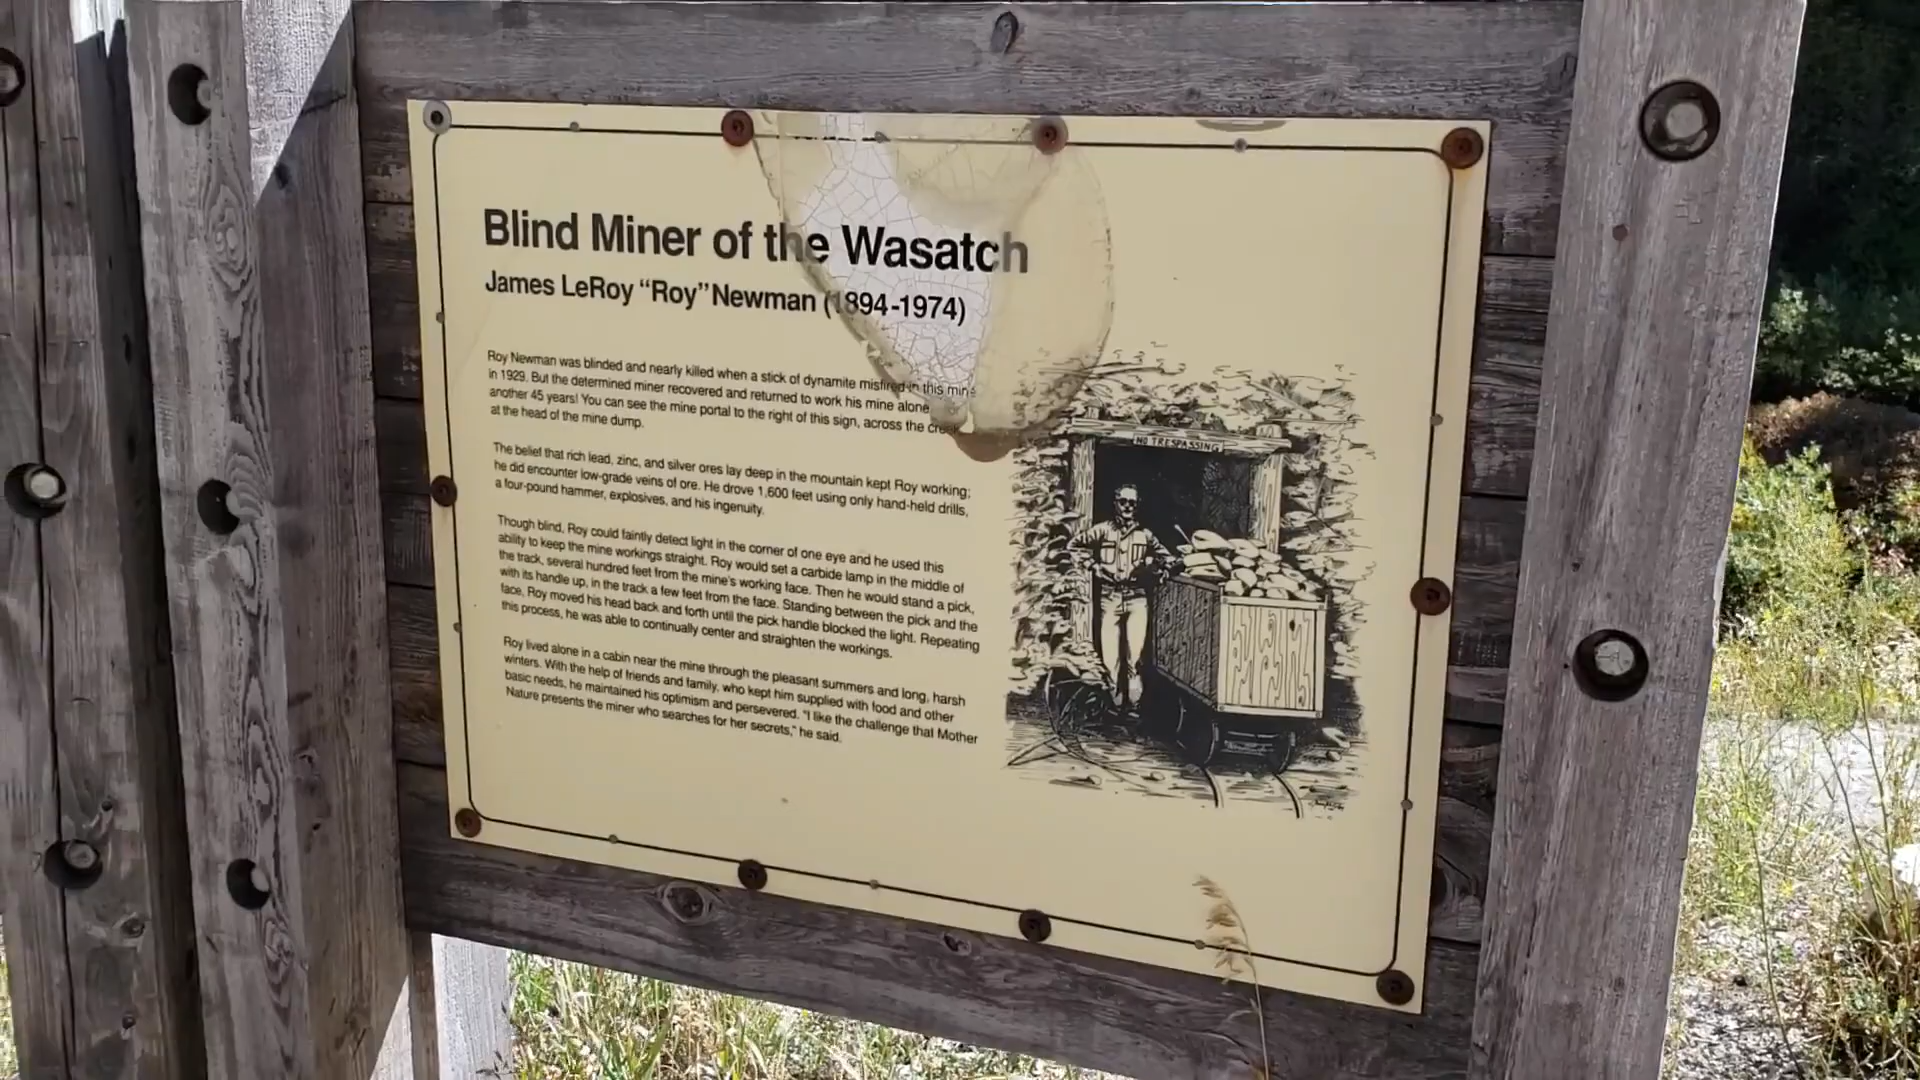 Blind Miner of the Wasatch
James LeRoy “Roy” Newman (1894-1974)
Roy Newman was blinded and nearly killed when a stick of dynamite misfired in this mine
in 1929. But the determined miner recovered and returned to work his mine alone
another 45 years! You can see the mine portal to the right of this sign, across the creek
at the head of the mine dump.
The belief that rich lead, zinc, and silver ores lay deep in the mountain kept Roy working;
he did encounter low-grade veins of ore. He drove 1,600 feet using only hand-held drills,
a four-pound hammer, explosives, and his ingenuity.
Though blind, Roy could faintly detect light in the corner of one eye and he used this
ability to keep the mine workings straight. Roy would set a carbide lamp in the middle of
the track, several hundred feet from the mine's working face. Then he would stand a pick,
with its handle up, in the track a few feet from the face. Standing between the pick and the
face, Roy moved his head back and forth until the pick handle blocked the light. Repeating
this process, he was able to continually center and straighten the workings.
Roy lived alone in a cabin near the mine through the pleasant summers and long, harsh
winters. With the help of friends and family, who kept him supplied with food and other
basic needs, he maintained his optimism and persevered. "I like the challenge that Mother
Nature presents the miner who searches for her secrets," he said.
NO TRESPASSING